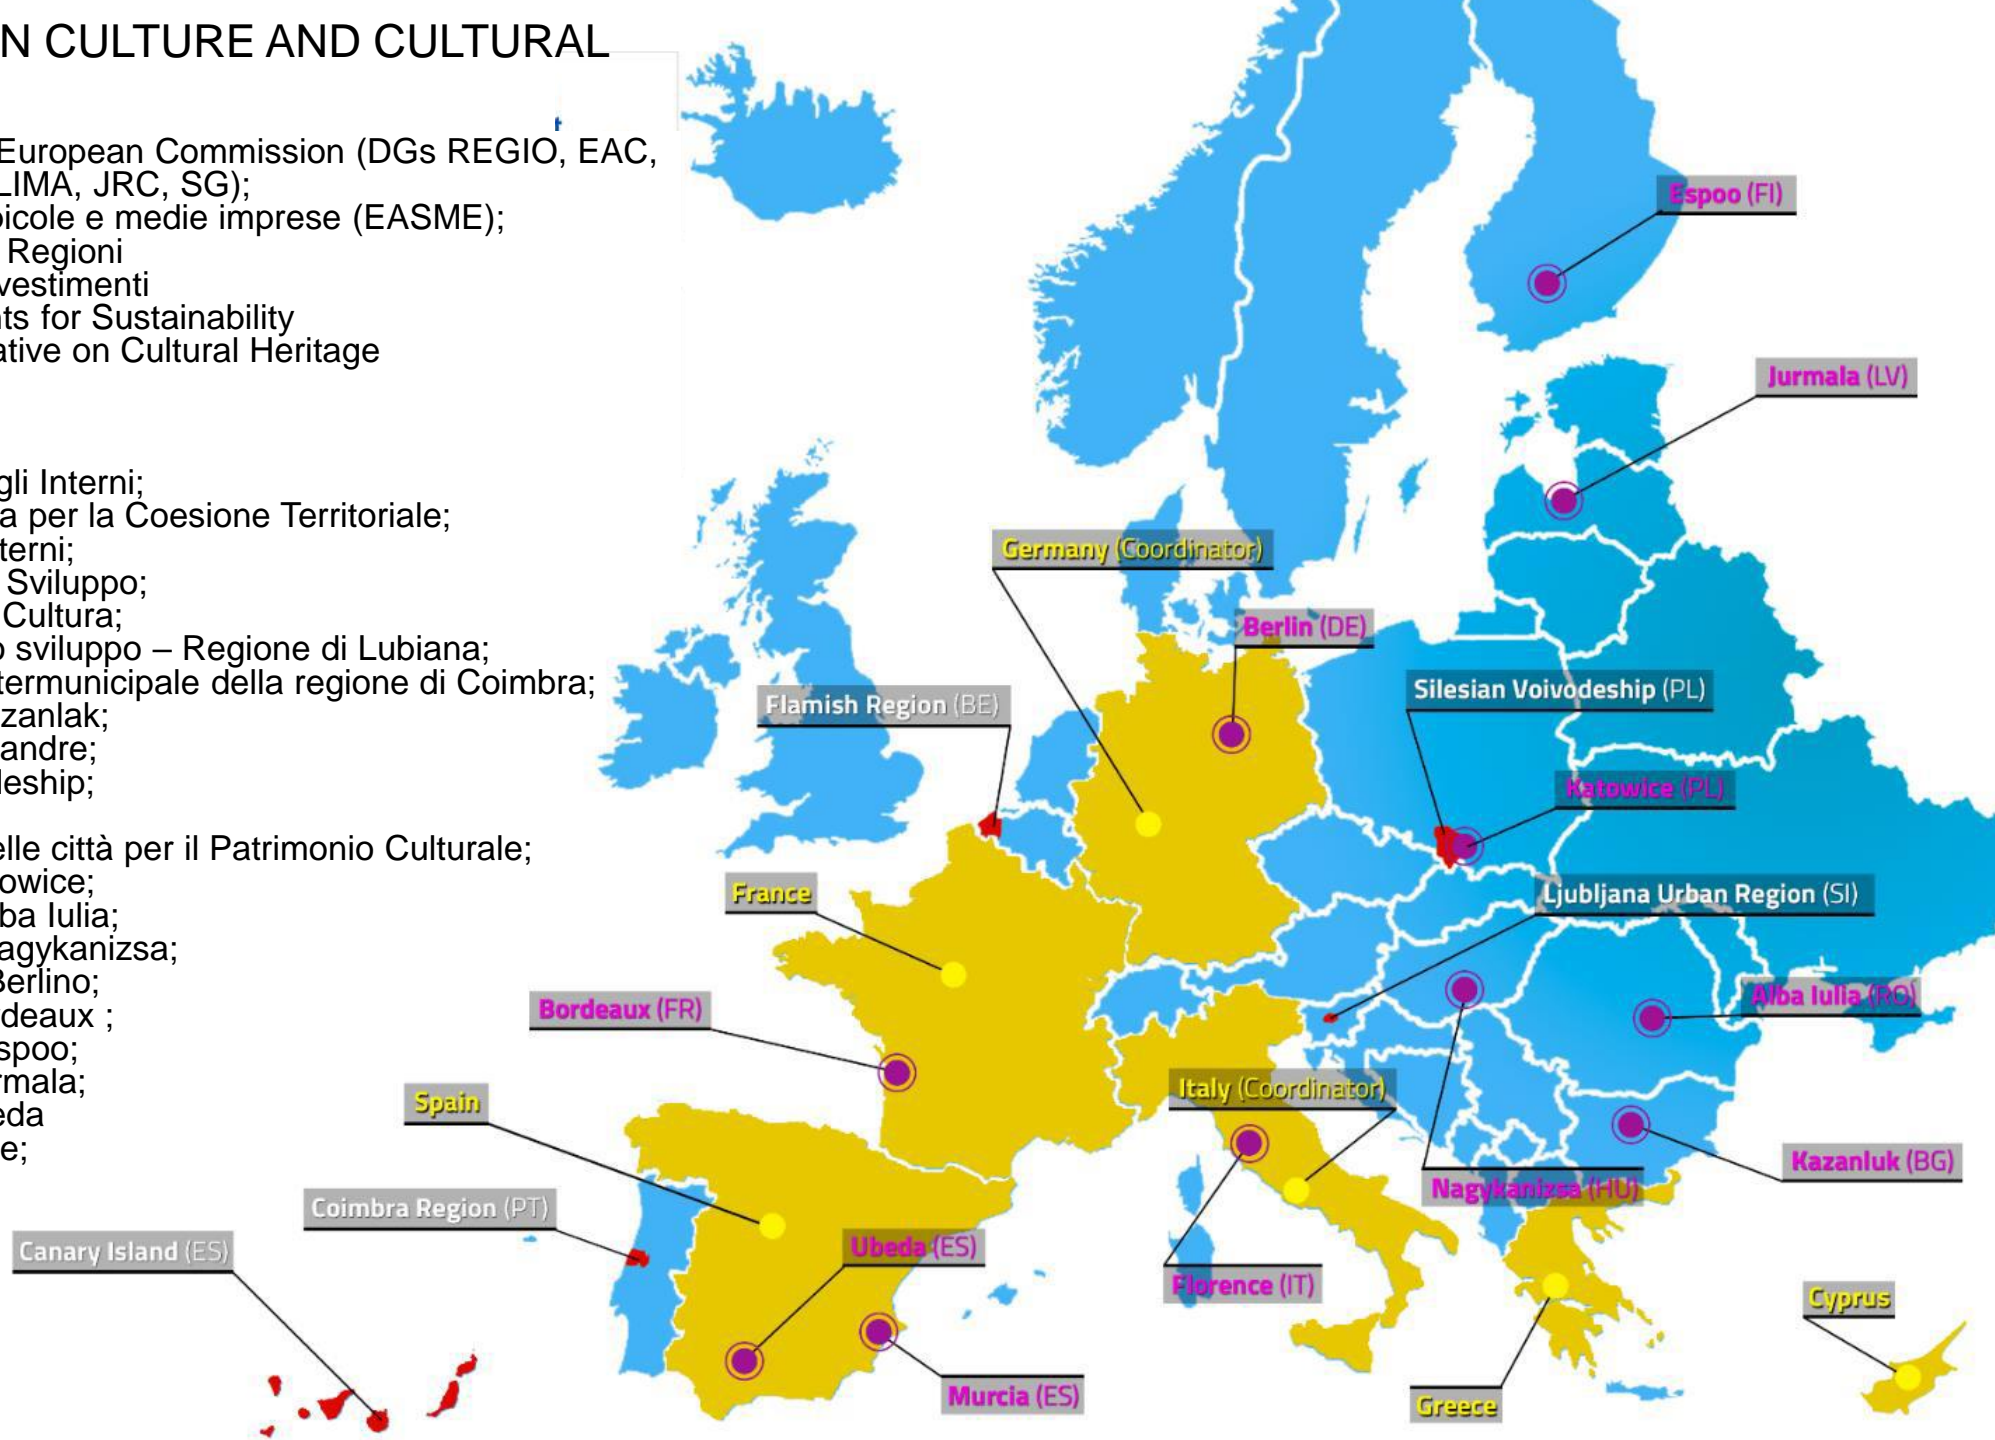 N CULTURE AND CULTURAL
European Commission (DGs REGIO, EAC,
LIMA, JRC, SG);
picole e medie imprese (EASME);
Regioni
vestimenti
nts for Sustainability
ative on Cultural Heritage
gli Interni;
a per la Coesione Territoriale;
terni;
Sviluppo;
Cultura;
o sviluppo – Regione di Lubiana;
termunicipale della regione di Coimbra;
zanlak;
andre;
deship;
elle città per il Patrimonio Culturale;
owice;
ba Iulia;
agykanizsa;
Berlino;
deaux ;
spoo;
rmala;
eda
e;
Espoo (FI)
Jurmala (LV)
Germany (Coordinator)
Berlin (DE)
Silesian Voivodeship (PL)
Flamish Region (BE)
Katowice (PL)
France
Ljubljana Urban Region (SI)
Bordeaux (FR)
Alba Iulia (RO)
Italy (Coordinator)
Spain
Kazanluk (BG)
Nagykanizsa (HU)
Coimbra Region (PT)
Canary Island (ES)
Ubeda (ES)
Florence (IT)
Cyprus
Murcia (ES)
Greece